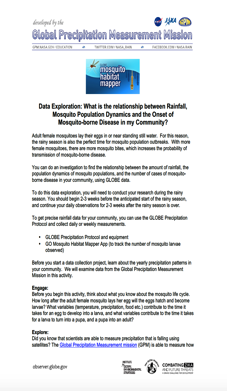 developed by the
Global Precipitation Measurement Mission
GPM.NASA.GOV/EDUCATION TWITTER.COM/NASA_RAIN FACEBOOK.COM/NASA.RAIN
mosquito
habitat
mapper
Data Exploration: What is the relationship between Rainfall,
Mosquito Population Dynamics and the Onset of
Mosquito-borne Disease in my Community?
Adult female mosquitoes lay their eggs in or near standing still water. For this reason,
the rainy season is also the perfect time for mosquito population outbreaks. With more
female mosquitoes, there are more mosquito bites, which increases the probability of
transmission of mosquito-borne disease.
You can do an investigation to find the relationship between the amount of rainfall, the
population dynamics of mosquito populations, and the number of cases of mosquito-
borne disease in your community, using GLOBE data.
To do this data exploration, you will need to conduct your research during the rainy
season. You should begin 2-3 weeks before the anticipated start of the rainy season,
and continue your daily observations for 2-3 weeks after the rainy season is over.
To get precise rainfall data for your community, you can use the GLOBE Precipitation
Protocol and collect daily or weekly measurements.
• GLOBE Precipitation Protocol and equipment
• GO Mosquito Habitat Mapper App (to track the number of mosquito larvae
observed)
Before you start a data collection project, learn about the yearly precipitation patterns in
your community. We will examine data from the Global Precipitation Measurement
Mission in this activity.
Engage:
Before you begin this activity, think about what you know about the mosquito life cycle.
How long after the adult female mosquito lays her egg will the eggs hatch and become
larvae? What variables (temperature, precipitation, food etc.) contribute to the time it
takes for an egg to develop into a larva, and what variables contribute to the time it takes
for a larva to turn into a pupa, and a pupa into an adult?
Explore:
Did you know that scientists are able to measure precipitation that is falling using
satellites? The Global Precipitation Measurement mission (GPM) is able to measure how
observer.globe.gov
COMBATING
AND FUTURE THREATS